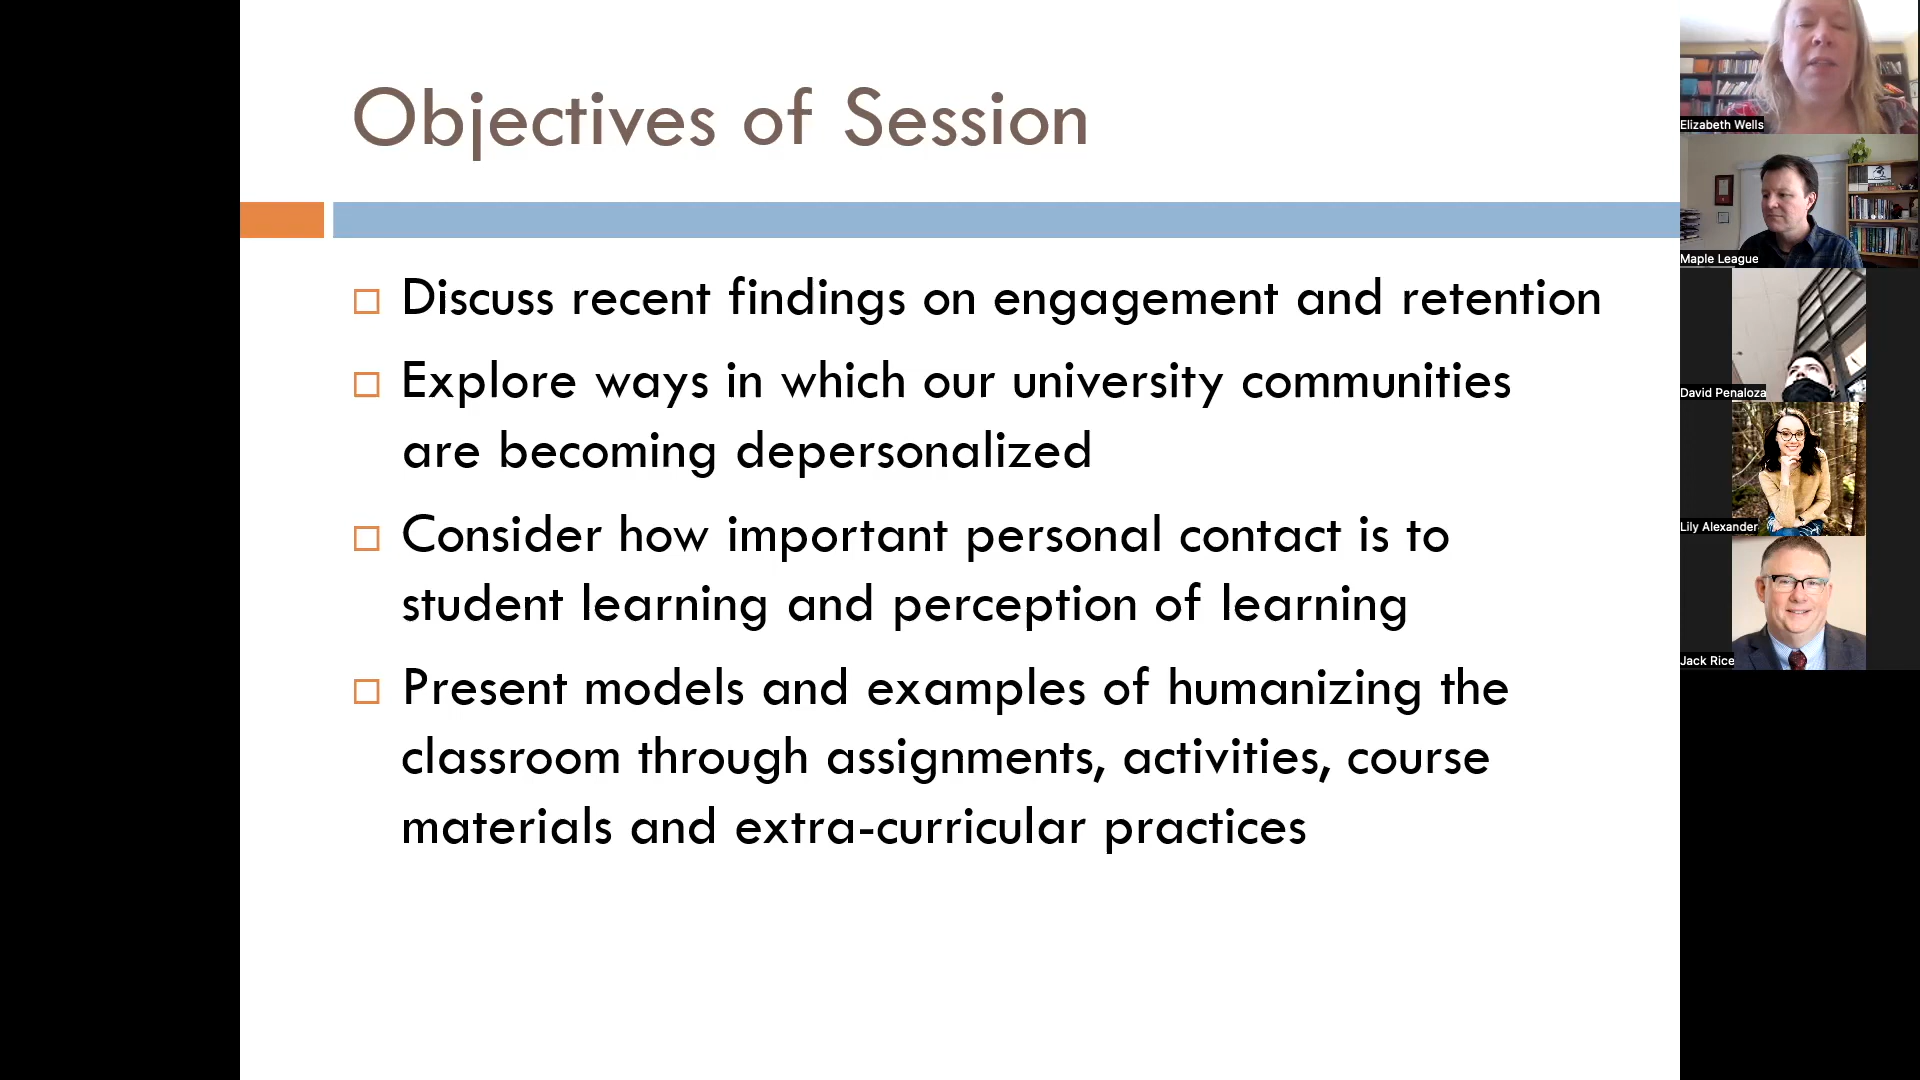 Objectives of Session
Discuss recent findings on engagement and retention
Explore ways in which our university communities
are becoming depersonalized
Consider how important personal contact is to
student learning and perception of learning
Present models and examples of humanizing the
classroom through assignments, activities, course
materials and extra-curricular practices
Elizabeth Wells
Maple League
David Penaloza
Lily Alexander
Jack Rice